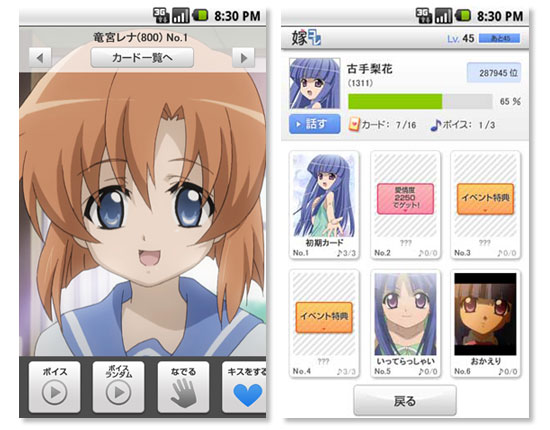 3G
8:30 PM
竜宮レナ(800) No.1
カード一覧へ
ボイス
ボイス
ランダム
なでる
キスをする
3G
8:30 PM
嫁コレ
Lv. 45
あと45
古手梨花
(1311)
287945 位
65 %
話す
カード: 7/16
ボイス: 1/3
初期カード
No.1 ♪3/3
愛情度
2250
でゲット!
???
No.2 ♪0/0
イベント特典
???
No.3 ♪0/0
イベント特典
???
No.4 ♪3/3
いってらっしゃい
No.5 ♪0/0
おかえり
No.6 ♪0/0
戻る